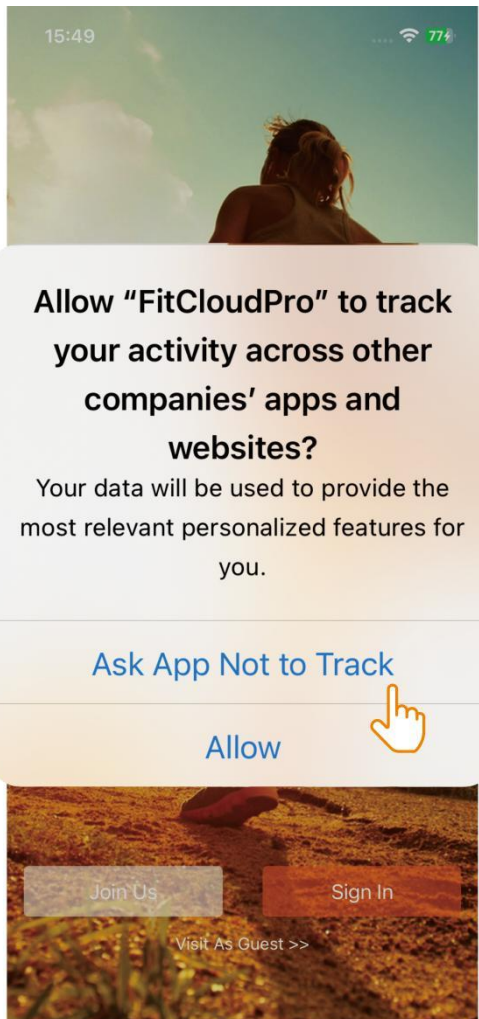 15:49
77
Allow “FitCloudPro” to track
your activity across other
companies’ apps and
websites?
Your data will be used to provide the
most relevant personalized features for
you.
Ask App Not to Track
Allow
Join Us
Sign In
Visit As Guest >>